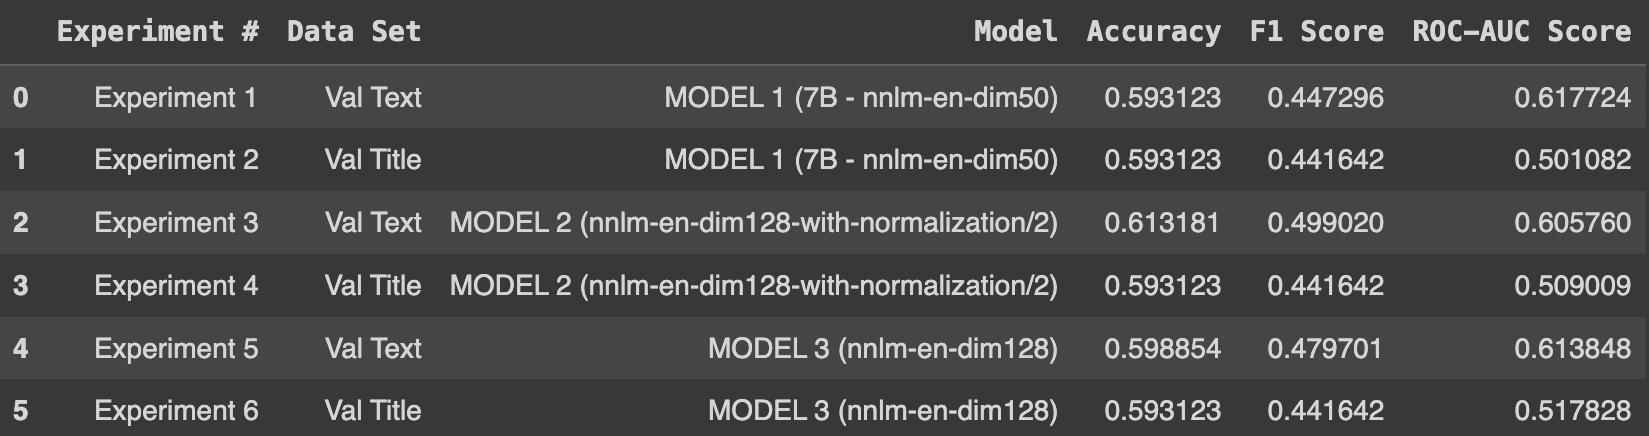 Experiment # Data Set Model Accuracy F1 Score ROC-AUC Score
0 Experiment 1 Val Text MODEL 1 (7B - nnlm-en-dim50) 0.593123 0.447296 0.617724
1 Experiment 2 Val Title MODEL 1 (7B - nnlm-en-dim50) 0.593123 0.441642 0.501082
2 Experiment 3 Val Text MODEL 2 (nnlm-en-dim128-with-normalization/2) 0.613181 0.499020 0.605760
3 Experiment 4 Val Title MODEL 2 (nnlm-en-dim128-with-normalization/2) 0.593123 0.441642 0.509009
4 Experiment 5 Val Text MODEL 3 (nnlm-en-dim128) 0.598854 0.479701 0.613848
5 Experiment 6 Val Title MODEL 3 (nnlm-en-dim128) 0.593123 0.441642 0.517828